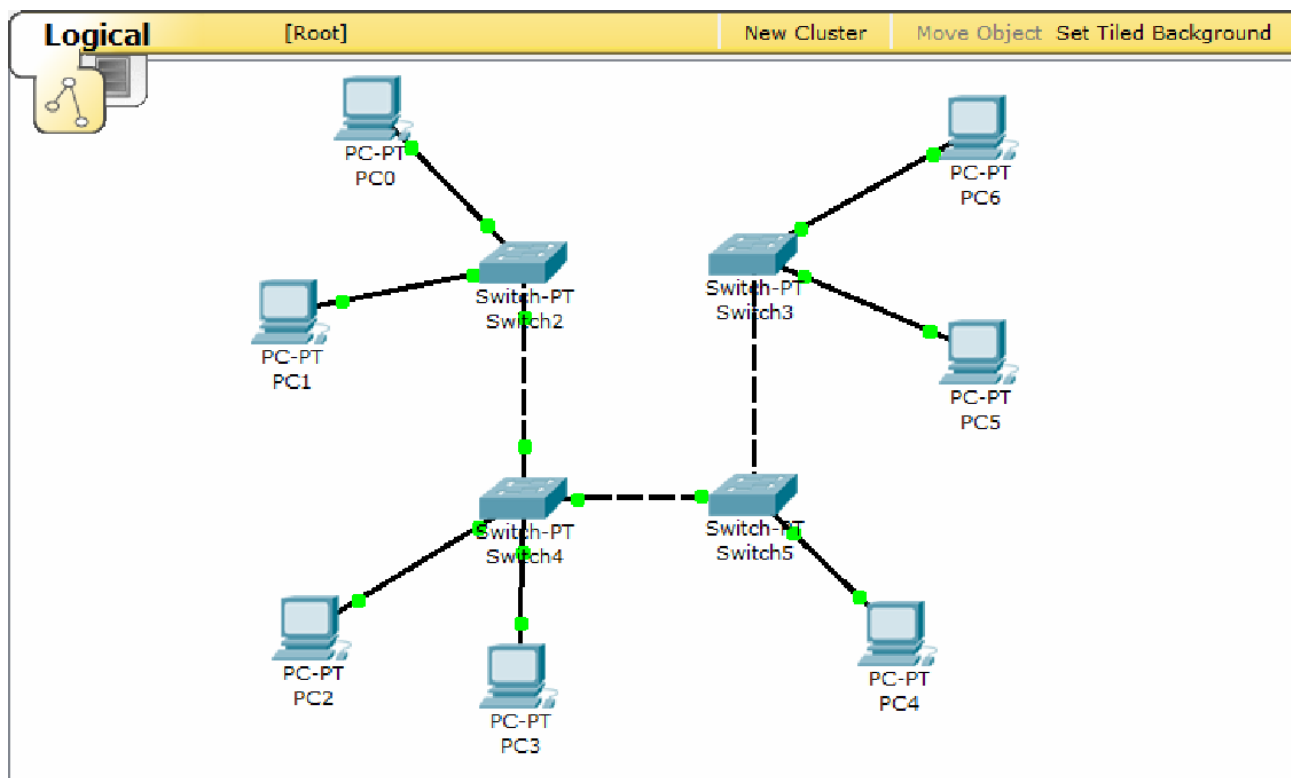 Logical
[Root]
New Cluster
Move Object
Set Tiled Background
PC-PT
PC0
PC-PT
PC6
Switch-PT
Switch2
Switch-PT
Switch3
PC-PT
PC1
PC-PT
PC5
Switch-PT
Switch4
Switch-PT
Switch5
PC-PT
PC2
PC-PT
PC3
PC-PT
PC4